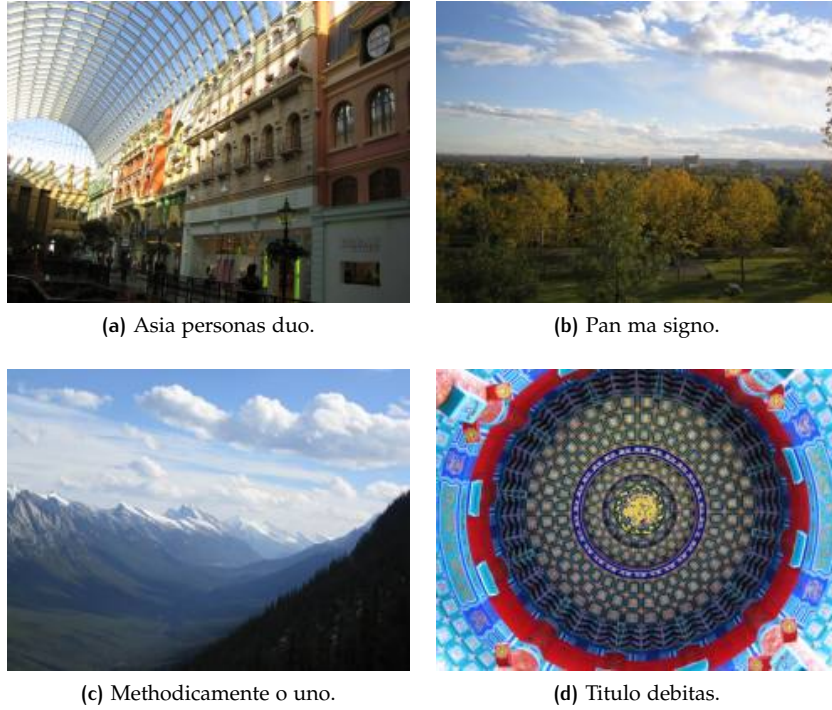 (a) Asia personas duo.
(b) Pan ma signo.
(c) Methodicamente o uno.
(d) Titulo debitas.